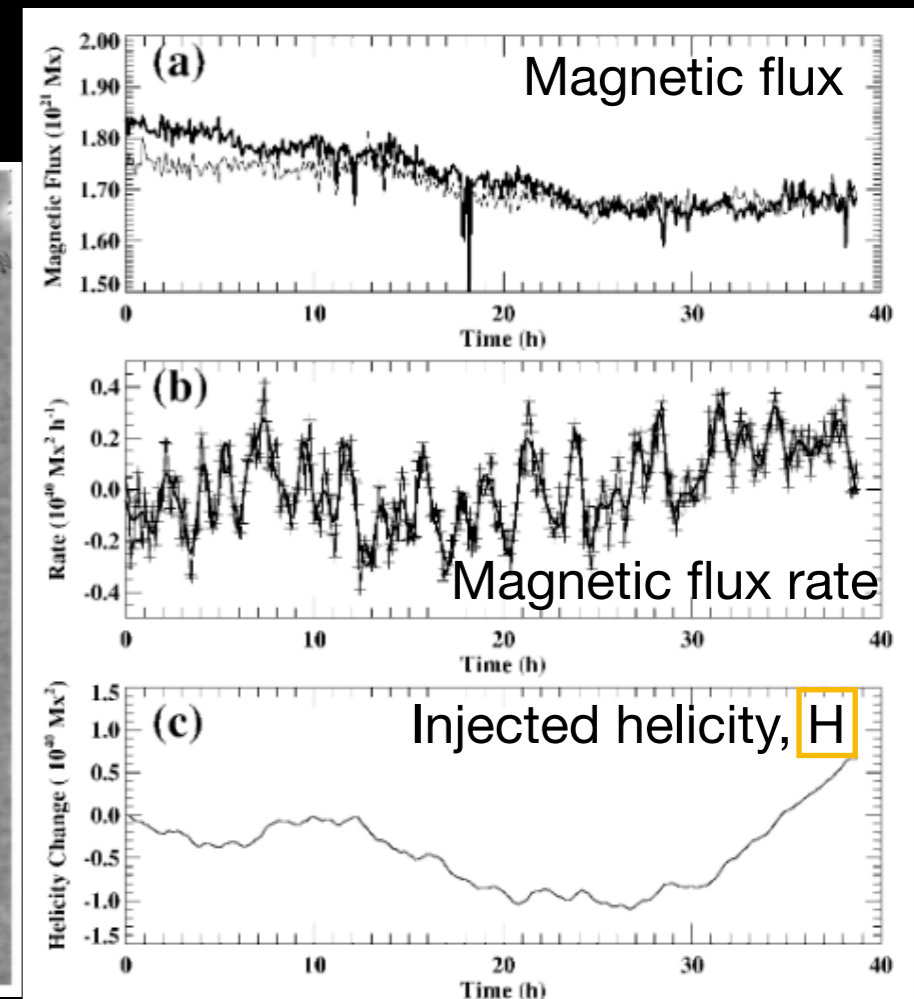 (a) Magnetic flux
Magnetic Flux (10²¹ Mx)
2.00
1.90
1.80
1.70
1.60
1.50
0 10 20 30 40
Time (h)
(b)
Rate (10⁴⁰ Mx² h⁻¹)
0.4
0.2
0.0
-0.2
-0.4
Magnetic flux rate
0 10 20 30 40
Time (h)
(c) Injected helicity, H
Helicity Change ( 10⁴⁰ Mx²)
1.5
1.0
0.5
0.0
-0.5
-1.0
-1.5
0 10 20 30 40
Time (h)